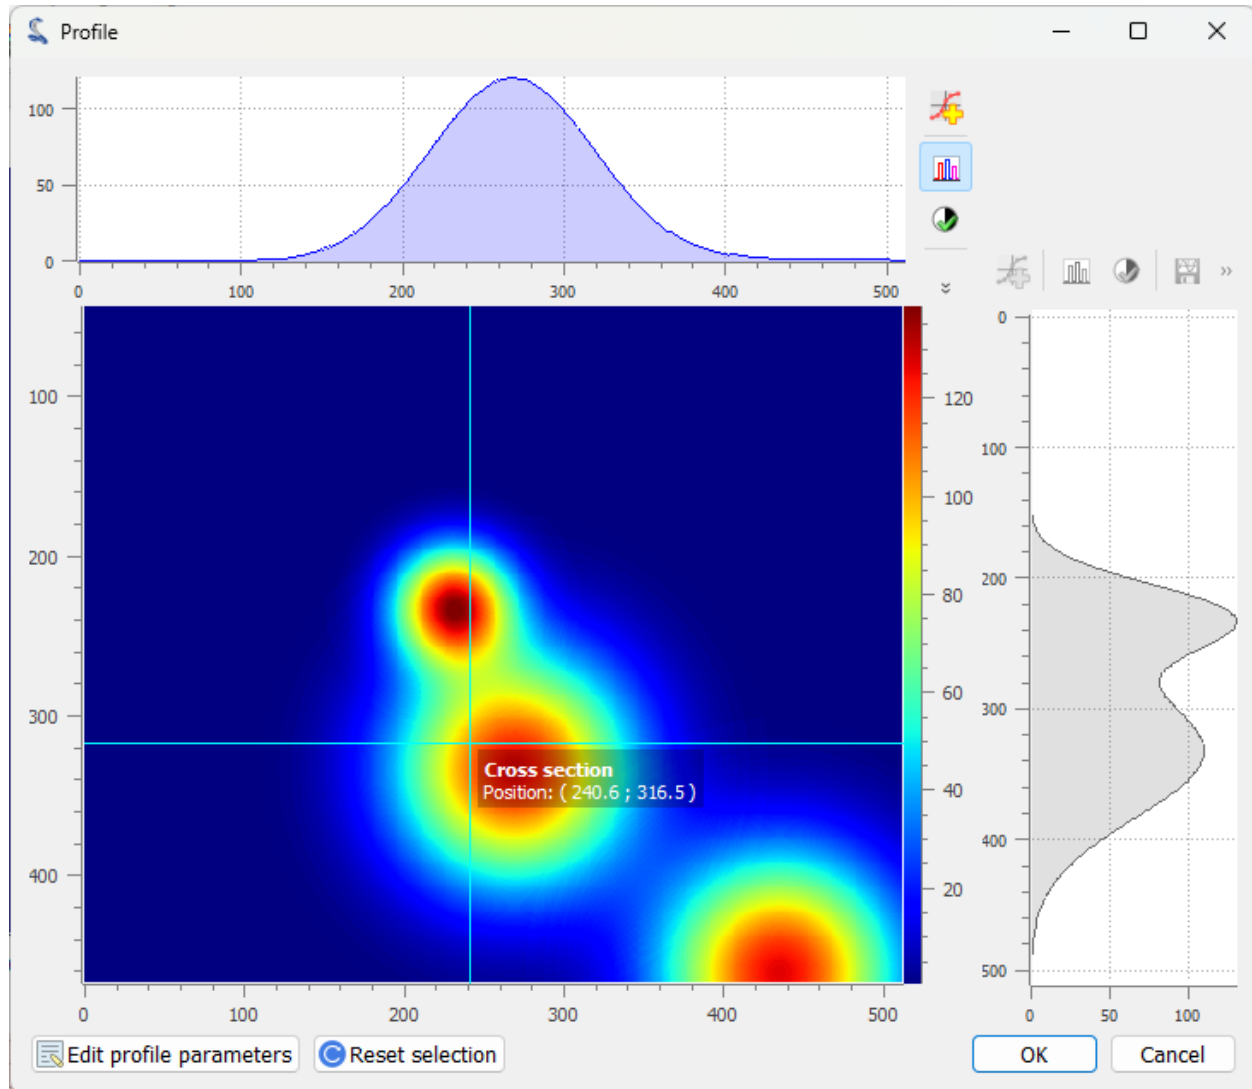 Profile
100
50
0
0 100 200 300 400 500
»
100
200
300
400
120
100
80
60
40
20
0
100
200
300
400
500
Cross section
Position: ( 240.6 ; 316.5 )
0 100 200 300 400 500
0 50 100
Edit profile parameters
Reset selection
OK
Cancel